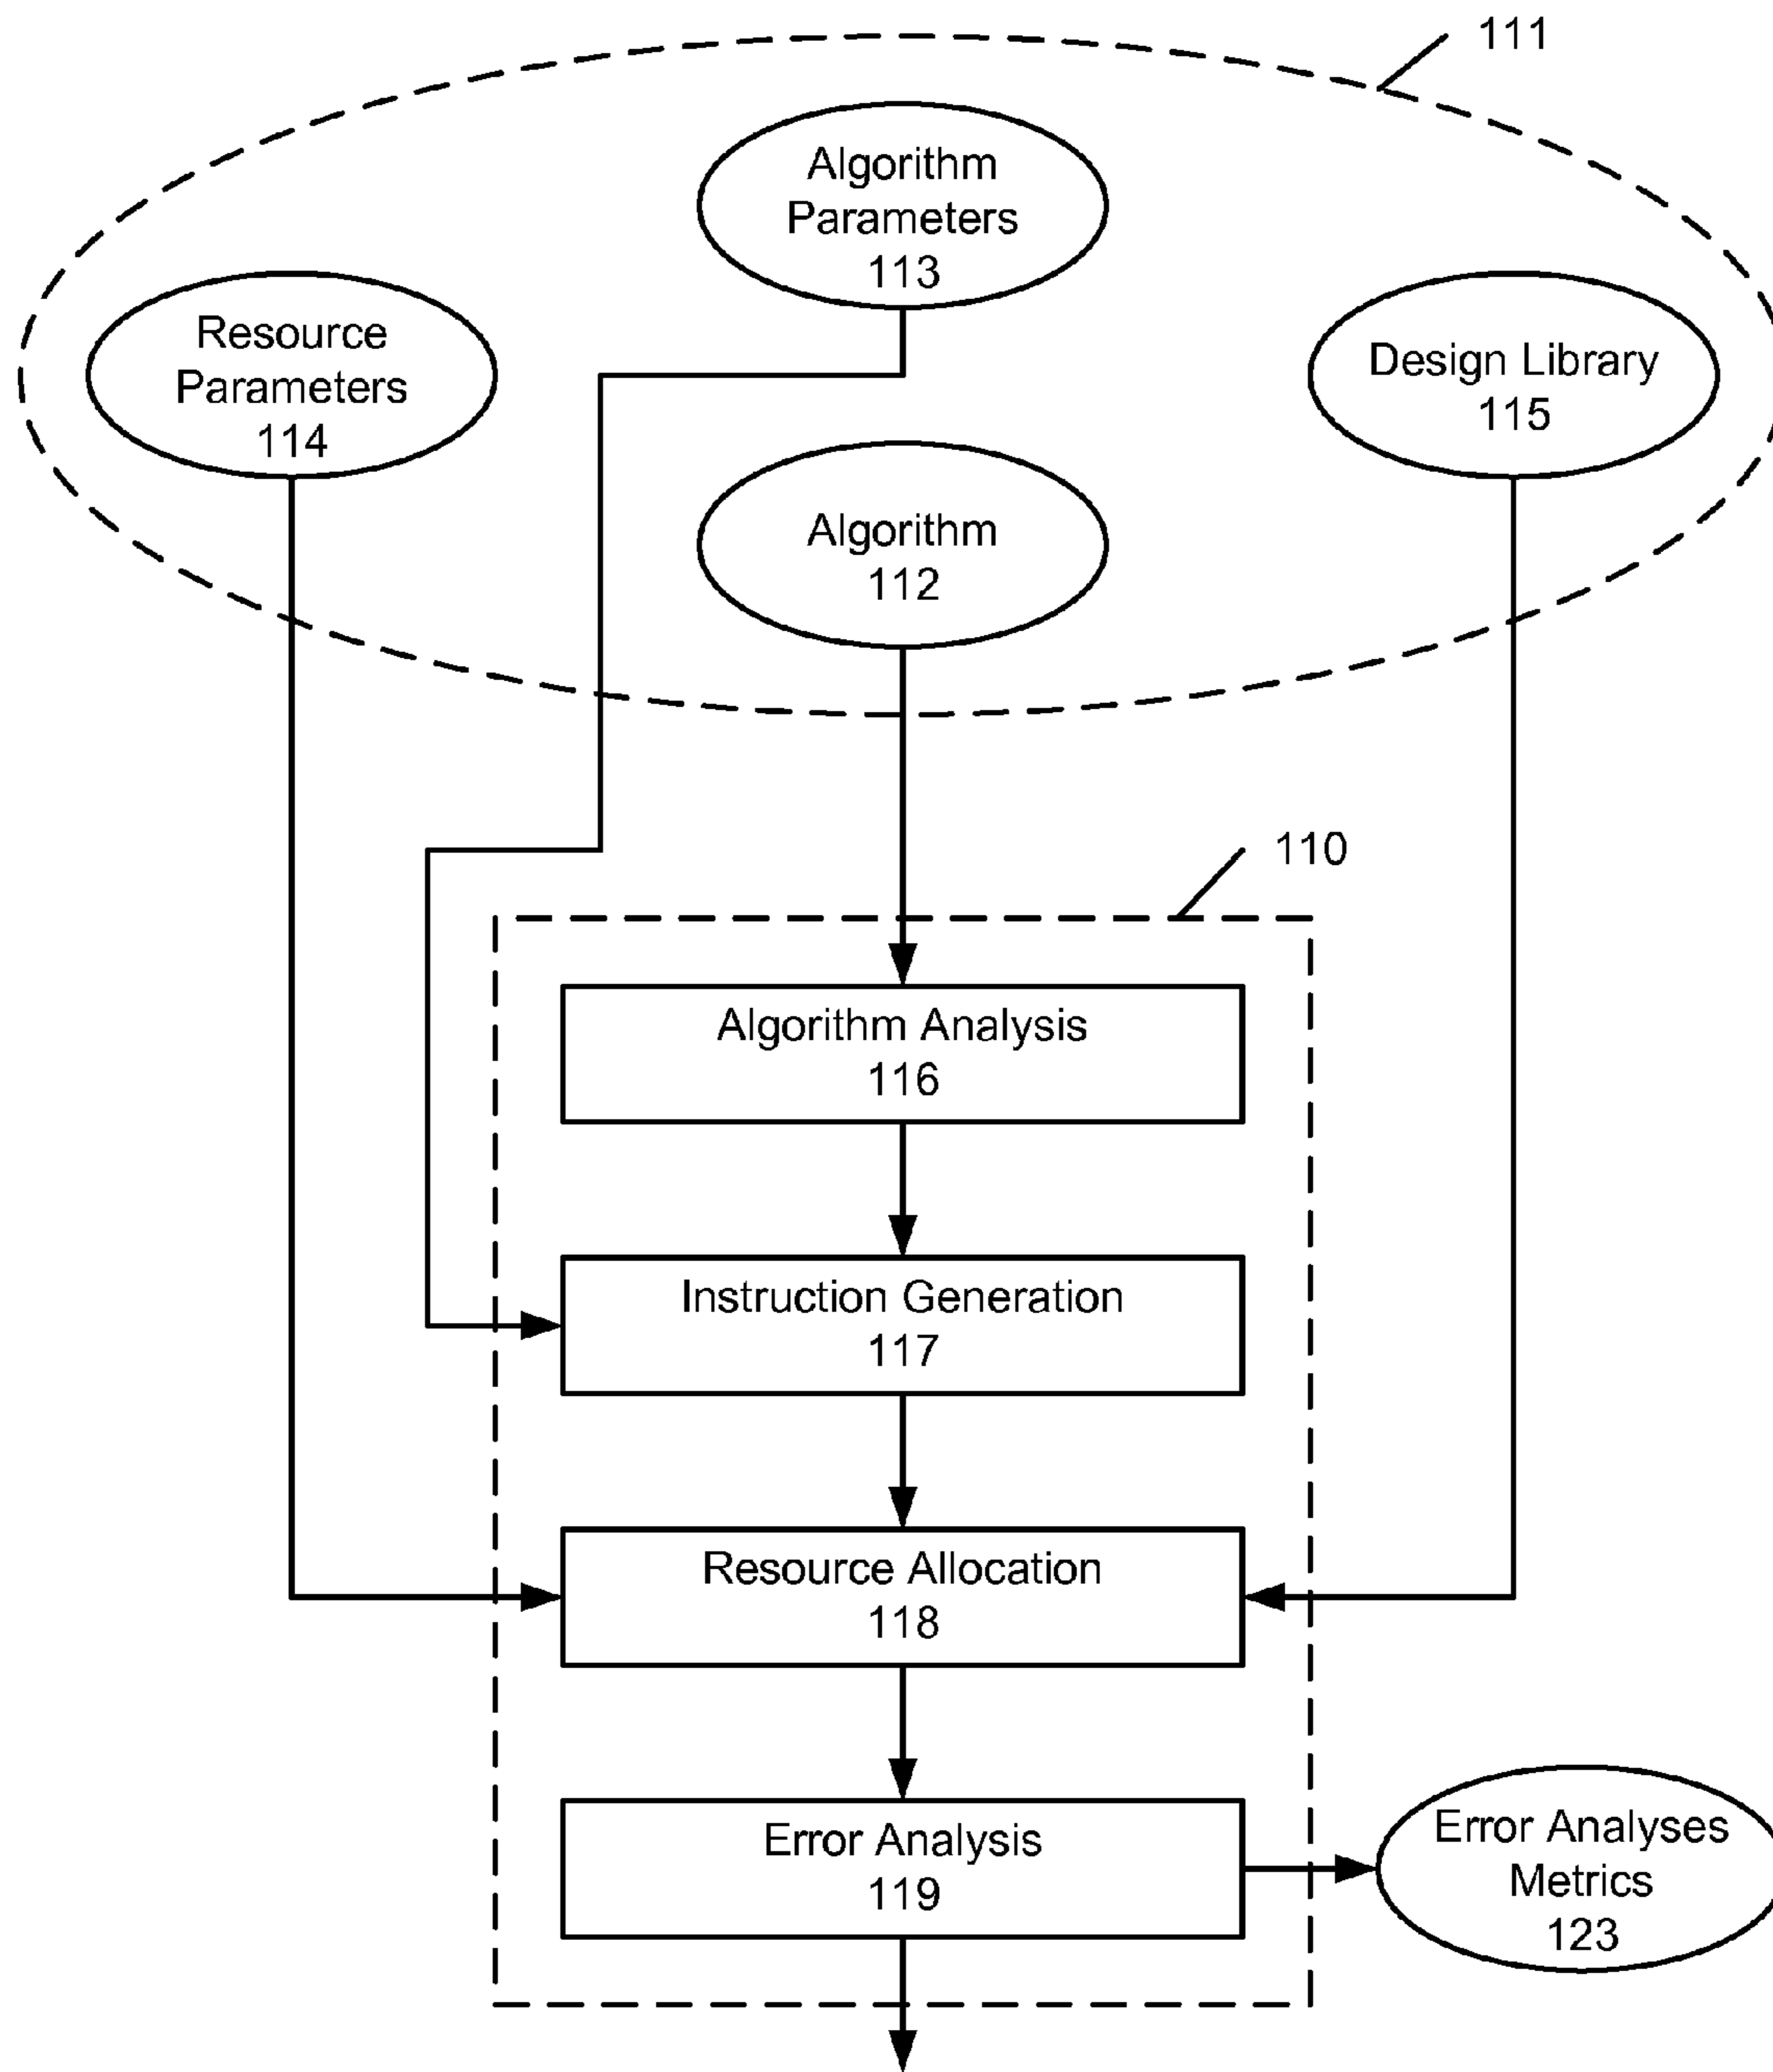 111
Algorithm
Parameters
113
Resource
Parameters
114
Design Library
115
Algorithm
112
110
Algorithm Analysis
116
Instruction Generation
117
Resource Allocation
118
Error Analysis
119
Error Analyses
Metrics
123